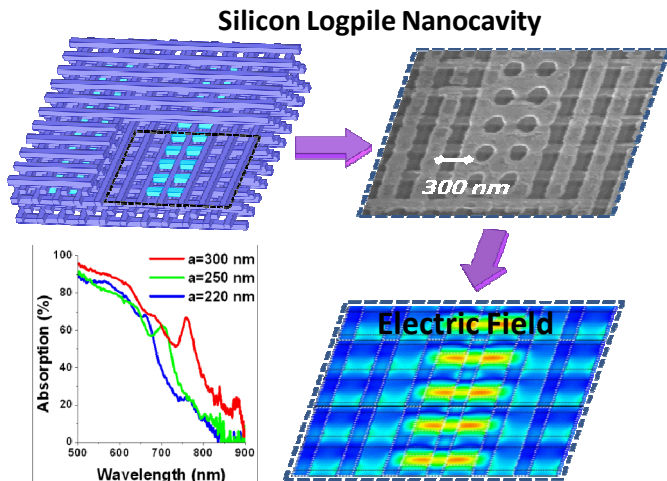 Silicon Logpile Nanocavity
300 nm
100
80
60
40
20
0
Absorption (%)
a=300 nm
a=250 nm
a=220 nm
500 600 700 800 900
Wavelength (nm)
Electric Field